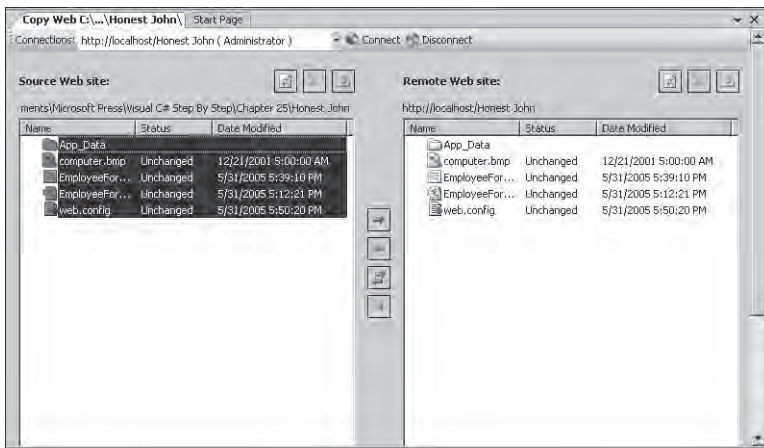 Copy Web C:\...\Honest John\ Start Page
Connections: http://localhost/Honest John ( Administrator ) Connect Disconnect
Source Web site:
ments\Microsoft Press\Visual C# Step By Step\Chapter 25\Honest John
Name Status Date Modified
App_Data
computer.bmp Unchanged 12/21/2001 5:00:00 AM
EmployeeFor... Unchanged 5/31/2005 5:39:10 PM
EmployeeFor... Unchanged 5/31/2005 5:12:21 PM
web.config Unchanged 5/31/2005 5:50:20 PM
Remote Web site:
http://localhost/Honest John
Name Status Date Modified
App_Data
computer.bmp Unchanged 12/21/2001 5:00:00 AM
EmployeeFor... Unchanged 5/31/2005 5:39:10 PM
EmployeeFor... Unchanged 5/31/2005 5:12:21 PM
web.config Unchanged 5/31/2005 5:50:20 PM